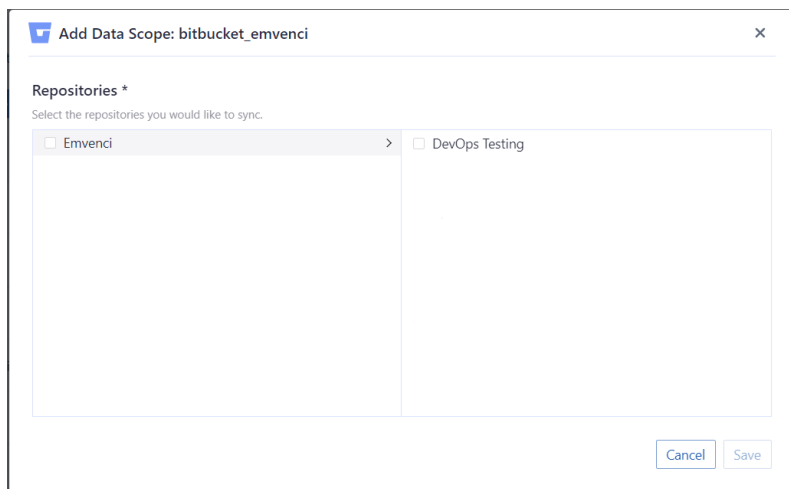 Add Data Scope: bitbucket_emvenci
Repositories *
Select the repositories you would like to sync.
Emvenci
DevOps Testing
Cancel
Save